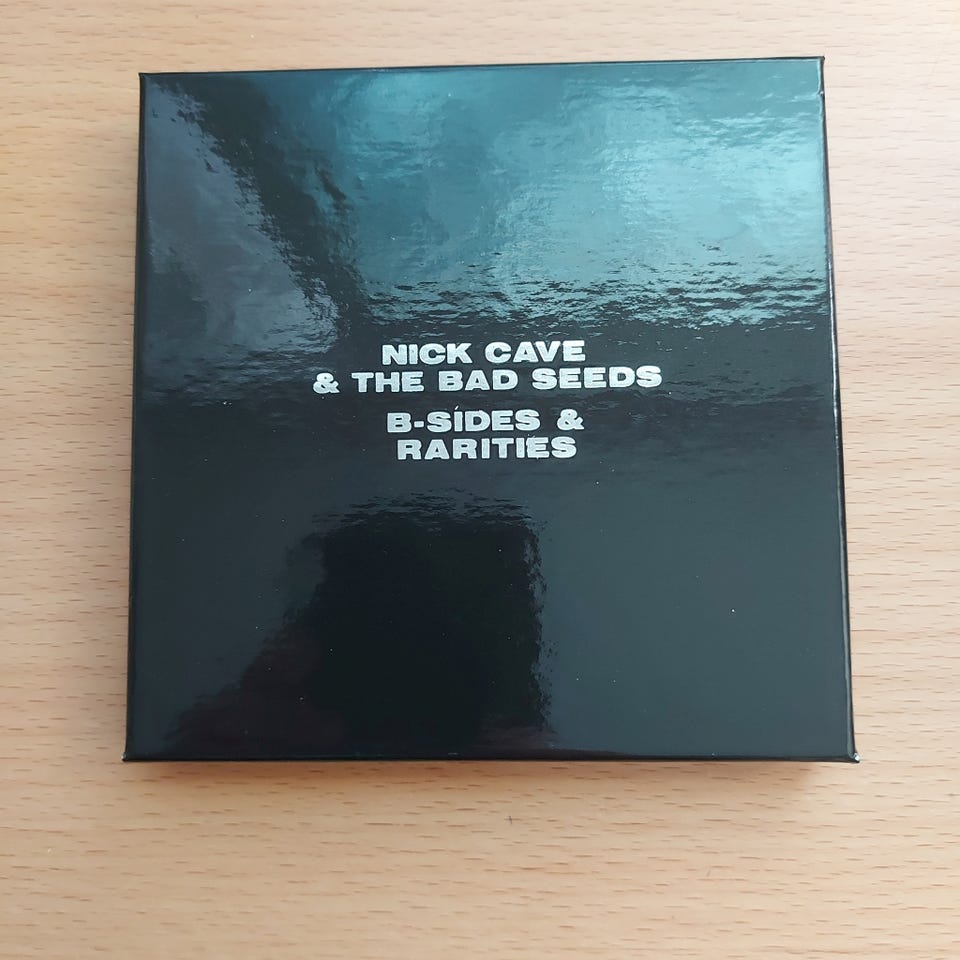 NICK CAVE
& THE BAD SEEDS
B-SIDES &
RARITIES